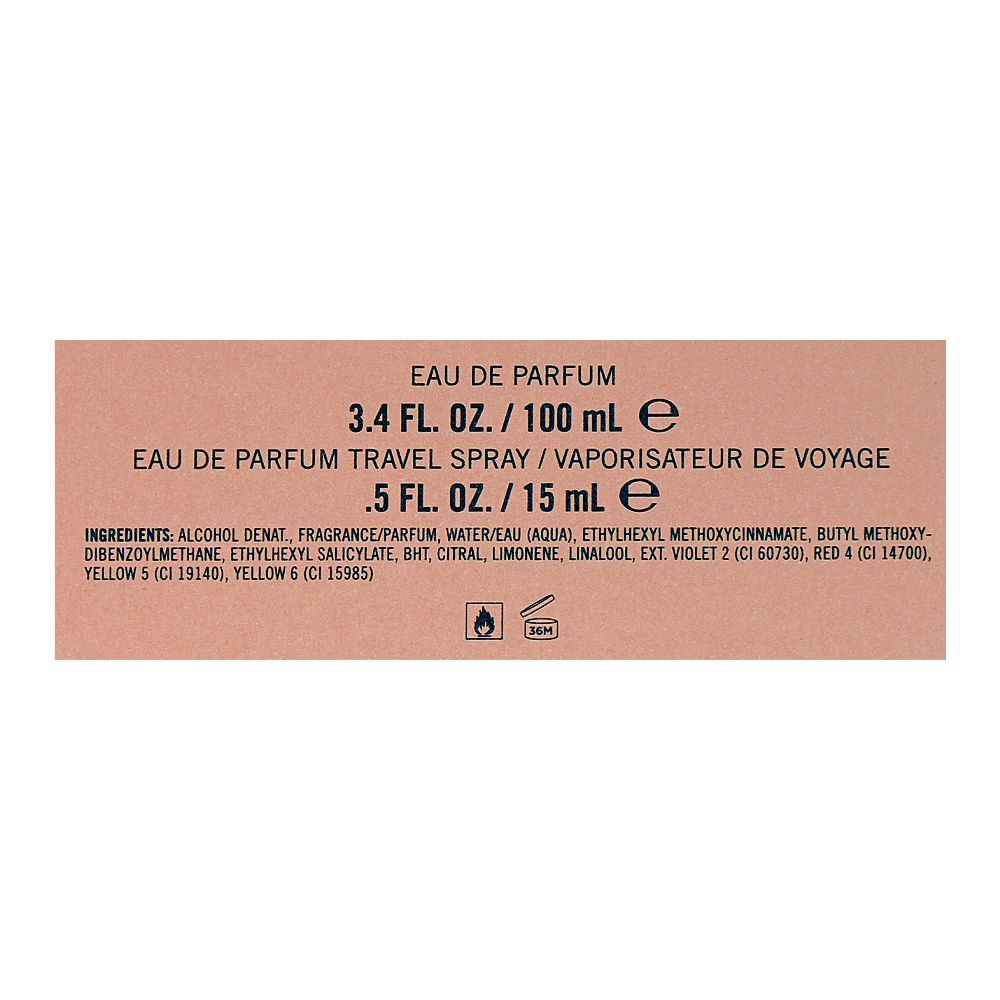 EAU DE PARFUM
3.4 FL. OZ. / 100 mL ℮
EAU DE PARFUM TRAVEL SPRAY / VAPORISATEUR DE VOYAGE
.5 FL. OZ. / 15 mL ℮
INGREDIENTS: ALCOHOL DENAT., FRAGRANCE/PARFUM, WATER/EAU (AQUA), ETHYLHEXYL METHOXYCINNAMATE, BUTYL METHOXY-
DIBENZOYLMETHANE, ETHYLHEXYL SALICYLATE, BHT, CITRAL, LIMONENE, LINALOOL, EXT. VIOLET 2 (CI 60730), RED 4 (CI 14700),
YELLOW 5 (CI 19140), YELLOW 6 (CI 15985)
36M